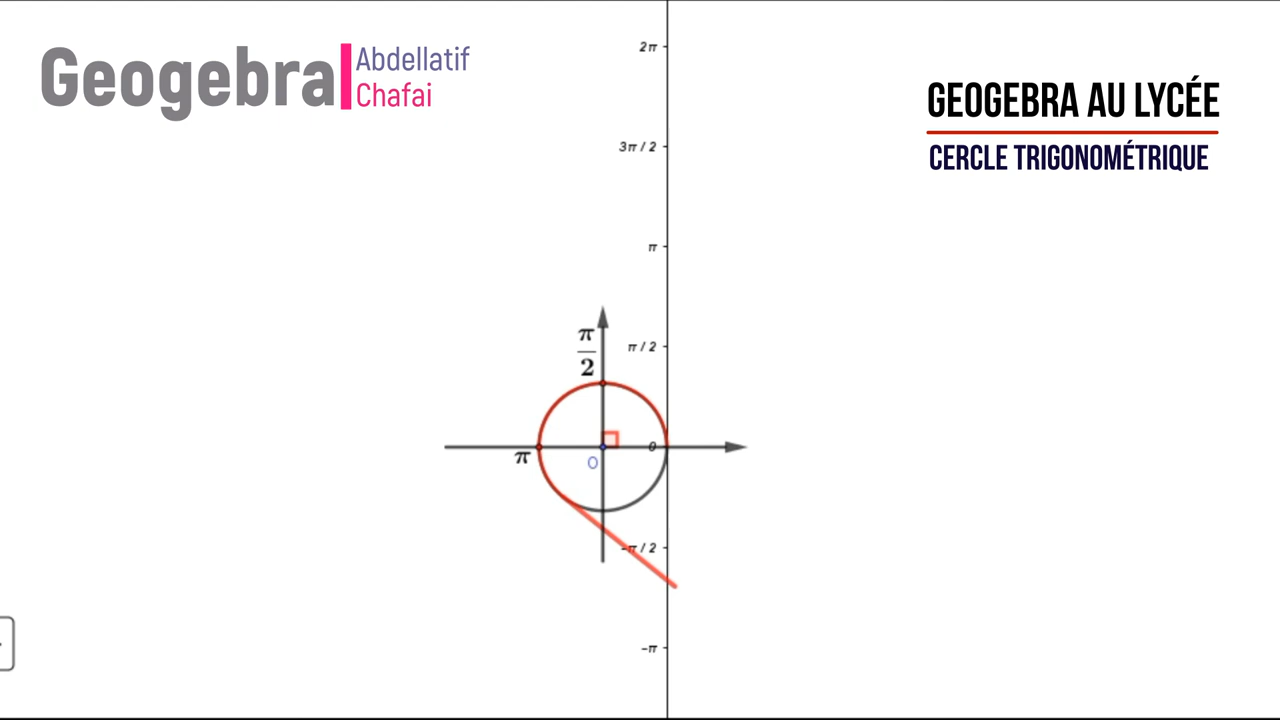 Geogebra
Abdellatif
Chafai
GEOGEBRA AU LYCÉE
CERCLE TRIGONOMÉTRIQUE
2π
3π / 2
π
π / 2
π
2
0
π
O
-π / 2
-π